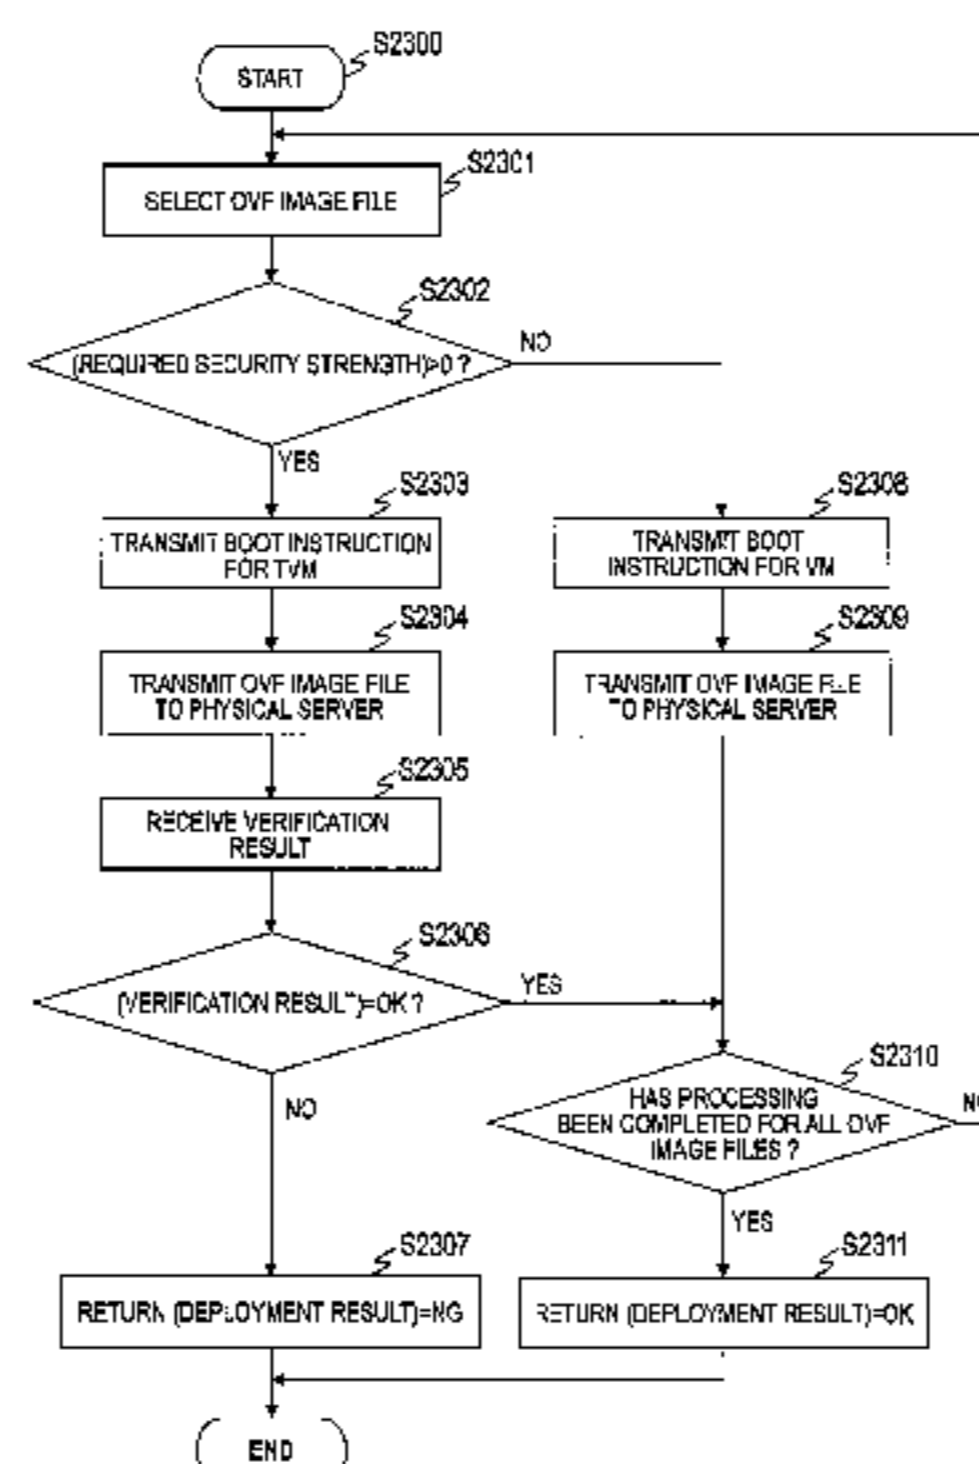 S2300
START
S2301
SELECT OVF IMAGE FILE
S2302
(REQUIRED SECURITY STRENGTH)>0 ?
NO
YES
S2303
TRANSMIT BOOT INSTRUCTION
FOR TVM
S2308
TRANSMIT BOOT
INSTRUCTION FOR VM
S2304
TRANSMIT OVF IMAGE FILE
TO PHYSICAL SERVER
S2309
TRANSMIT OVF IMAGE FILE
TO PHYSICAL SERVER
S2305
RECEIVE VERIFICATION
RESULT
S2306
(VERIFICATION RESULT)=OK ?
YES
NO
S2310
HAS PROCESSING
BEEN COMPLETED FOR ALL OVF
IMAGE FILES ?
NO
YES
S2307
RETURN (DEPLOYMENT RESULT)=NG
S2311
RETURN (DEPLOYMENT RESULT)=OK
END